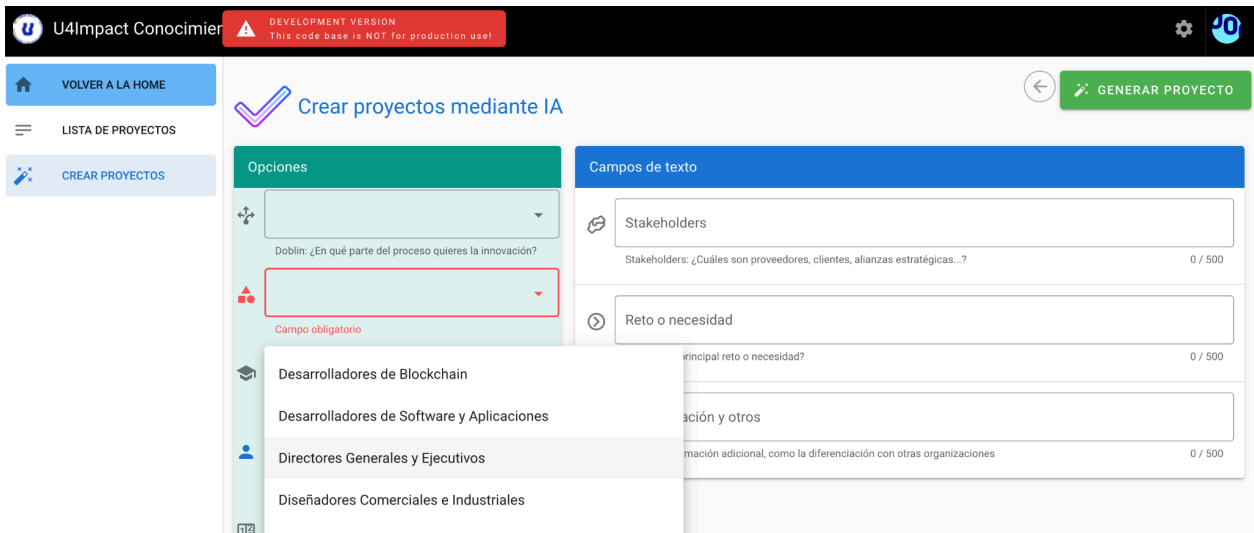 U4Impact Conocimier
DEVELOPMENT VERSION
This code base is NOT for production use!
VOLVER A LA HOME
LISTA DE PROYECTOS
CREAR PROYECTOS
Crear proyectos mediante IA
GENERAR PROYECTO
Opciones
Doblin: ¿En qué parte del proceso quieres la innovación?
Campo obligatorio
Desarrolladores de Blockchain
Desarrolladores de Software y Aplicaciones
Directores Generales y Ejecutivos
Diseñadores Comerciales e Industriales
Campos de texto
Stakeholders
Stakeholders: ¿Cuáles son proveedores, clientes, alianzas estratégicas...?
0 / 500
Reto o necesidad
principal reto o necesidad?
0 / 500
ación y otros
mación adicional, como la diferenciación con otras organizaciones
0 / 500